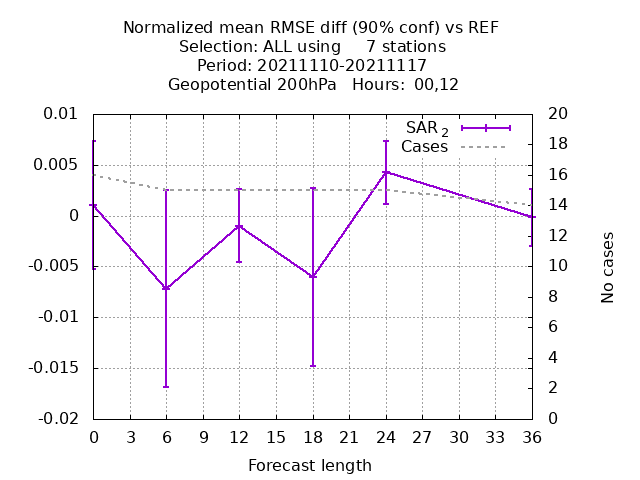 Normalized mean RMSE diff (90% conf) vs REF
Selection: ALL using 7 stations
Period: 20211110-20211117
Geopotential 200hPa Hours: 00,12
0.01
0.005
0
-0.005
-0.01
-0.015
-0.02
SAR 2
Cases
20
18
16
14
12
10
8
6
4
2
0
No cases
0 3 6 9 12 15 18 21 24 27 30 33 36
Forecast length